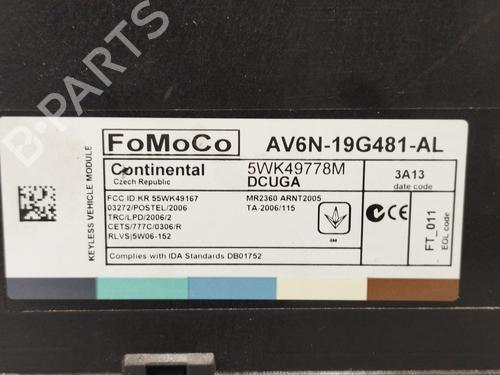 B-PARTS
KEYLESS VEHICLE MODULE
FoMoCo
AV6N-19G481-AL
Continental
Czech Republic
5WK49778M
DCUGA
3A13
date code
FCC ID: KR 55WK49167
03272/POSTEL/2006
TRC/LPD/2006/2
CETS/777C/0306/R
RLVS|5W06-152
MR2360 ARNT2005
TA-2006/115
CE
FT_011
EOL code
Complies with IDA Standards DB01752